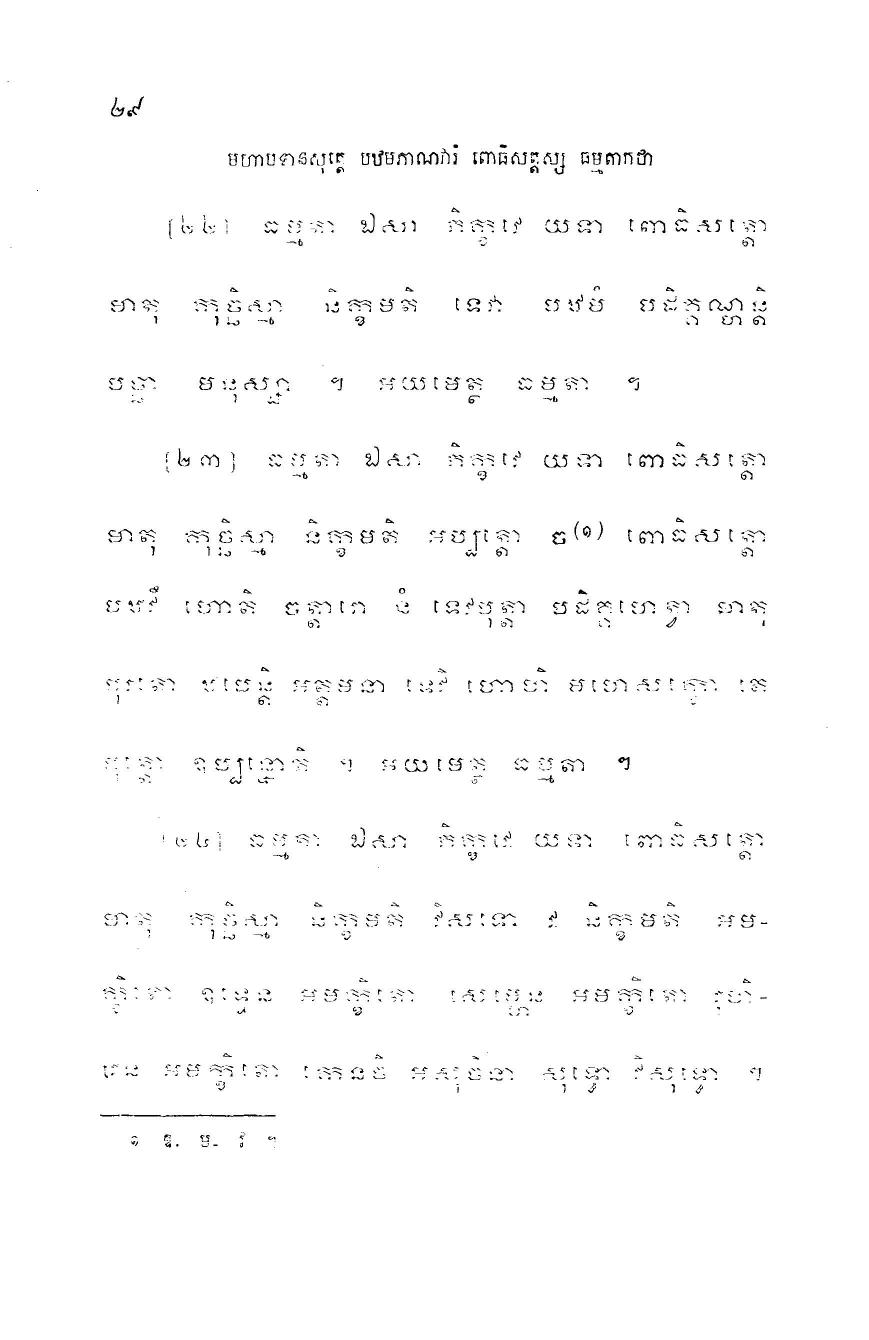 ២៩
មហាបទានសុត្តេ បឋមភាណវារំ ពោធិសត្តស្ស ធម្មតាកថា
[២២] ធម្មតា ឯសា ភិក្ខវេ យទា ពោធិសត្តោ
មាតុ កុច្ឆិស្មា និក្ខមតិ ទេវា បឋមំ បដិគ្គណ្ហន្តិ
បច្ឆា មនុស្សា ។ អយមេត្ថ ធម្មតា ។
[២៣] ធម្មតា ឯសា ភិក្ខវេ យទា ពោធិសត្តោ
មាតុ កុច្ឆិស្មា និក្ខមតិ អប្បត្តោ ច(១) ពោធិសត្តោ
បឋវឹ ហោតិ ចត្តារោ នំ ទេវបុត្តា បដិគ្គហេត្វា មាតុ
បុរតោ ឋបេន្តិ អត្តមនា ទេវិ ហោហិ មហេសក្ខោ តេ
បុត្តោ ឧប្បន្នោតិ ។ អយមេត្ថ ធម្មតា ។
[២៤] ធម្មតា ឯសា ភិក្ខវេ យទា ពោធិសត្តោ
មាតុ កុច្ឆិស្មា និក្ខមតិ វិសទោ វ និក្ខមតិ អម-
ក្ខិតោ ឧទ្ទេន អមក្ខិតោ សេម្ហេន អមក្ខិតោ រុហិ-
រេន អមក្ខិតោ កេនចិ អសុចិនា សុទ្ធោ វិសុទ្ធោ ។
១ ឱ. ម. វ ។